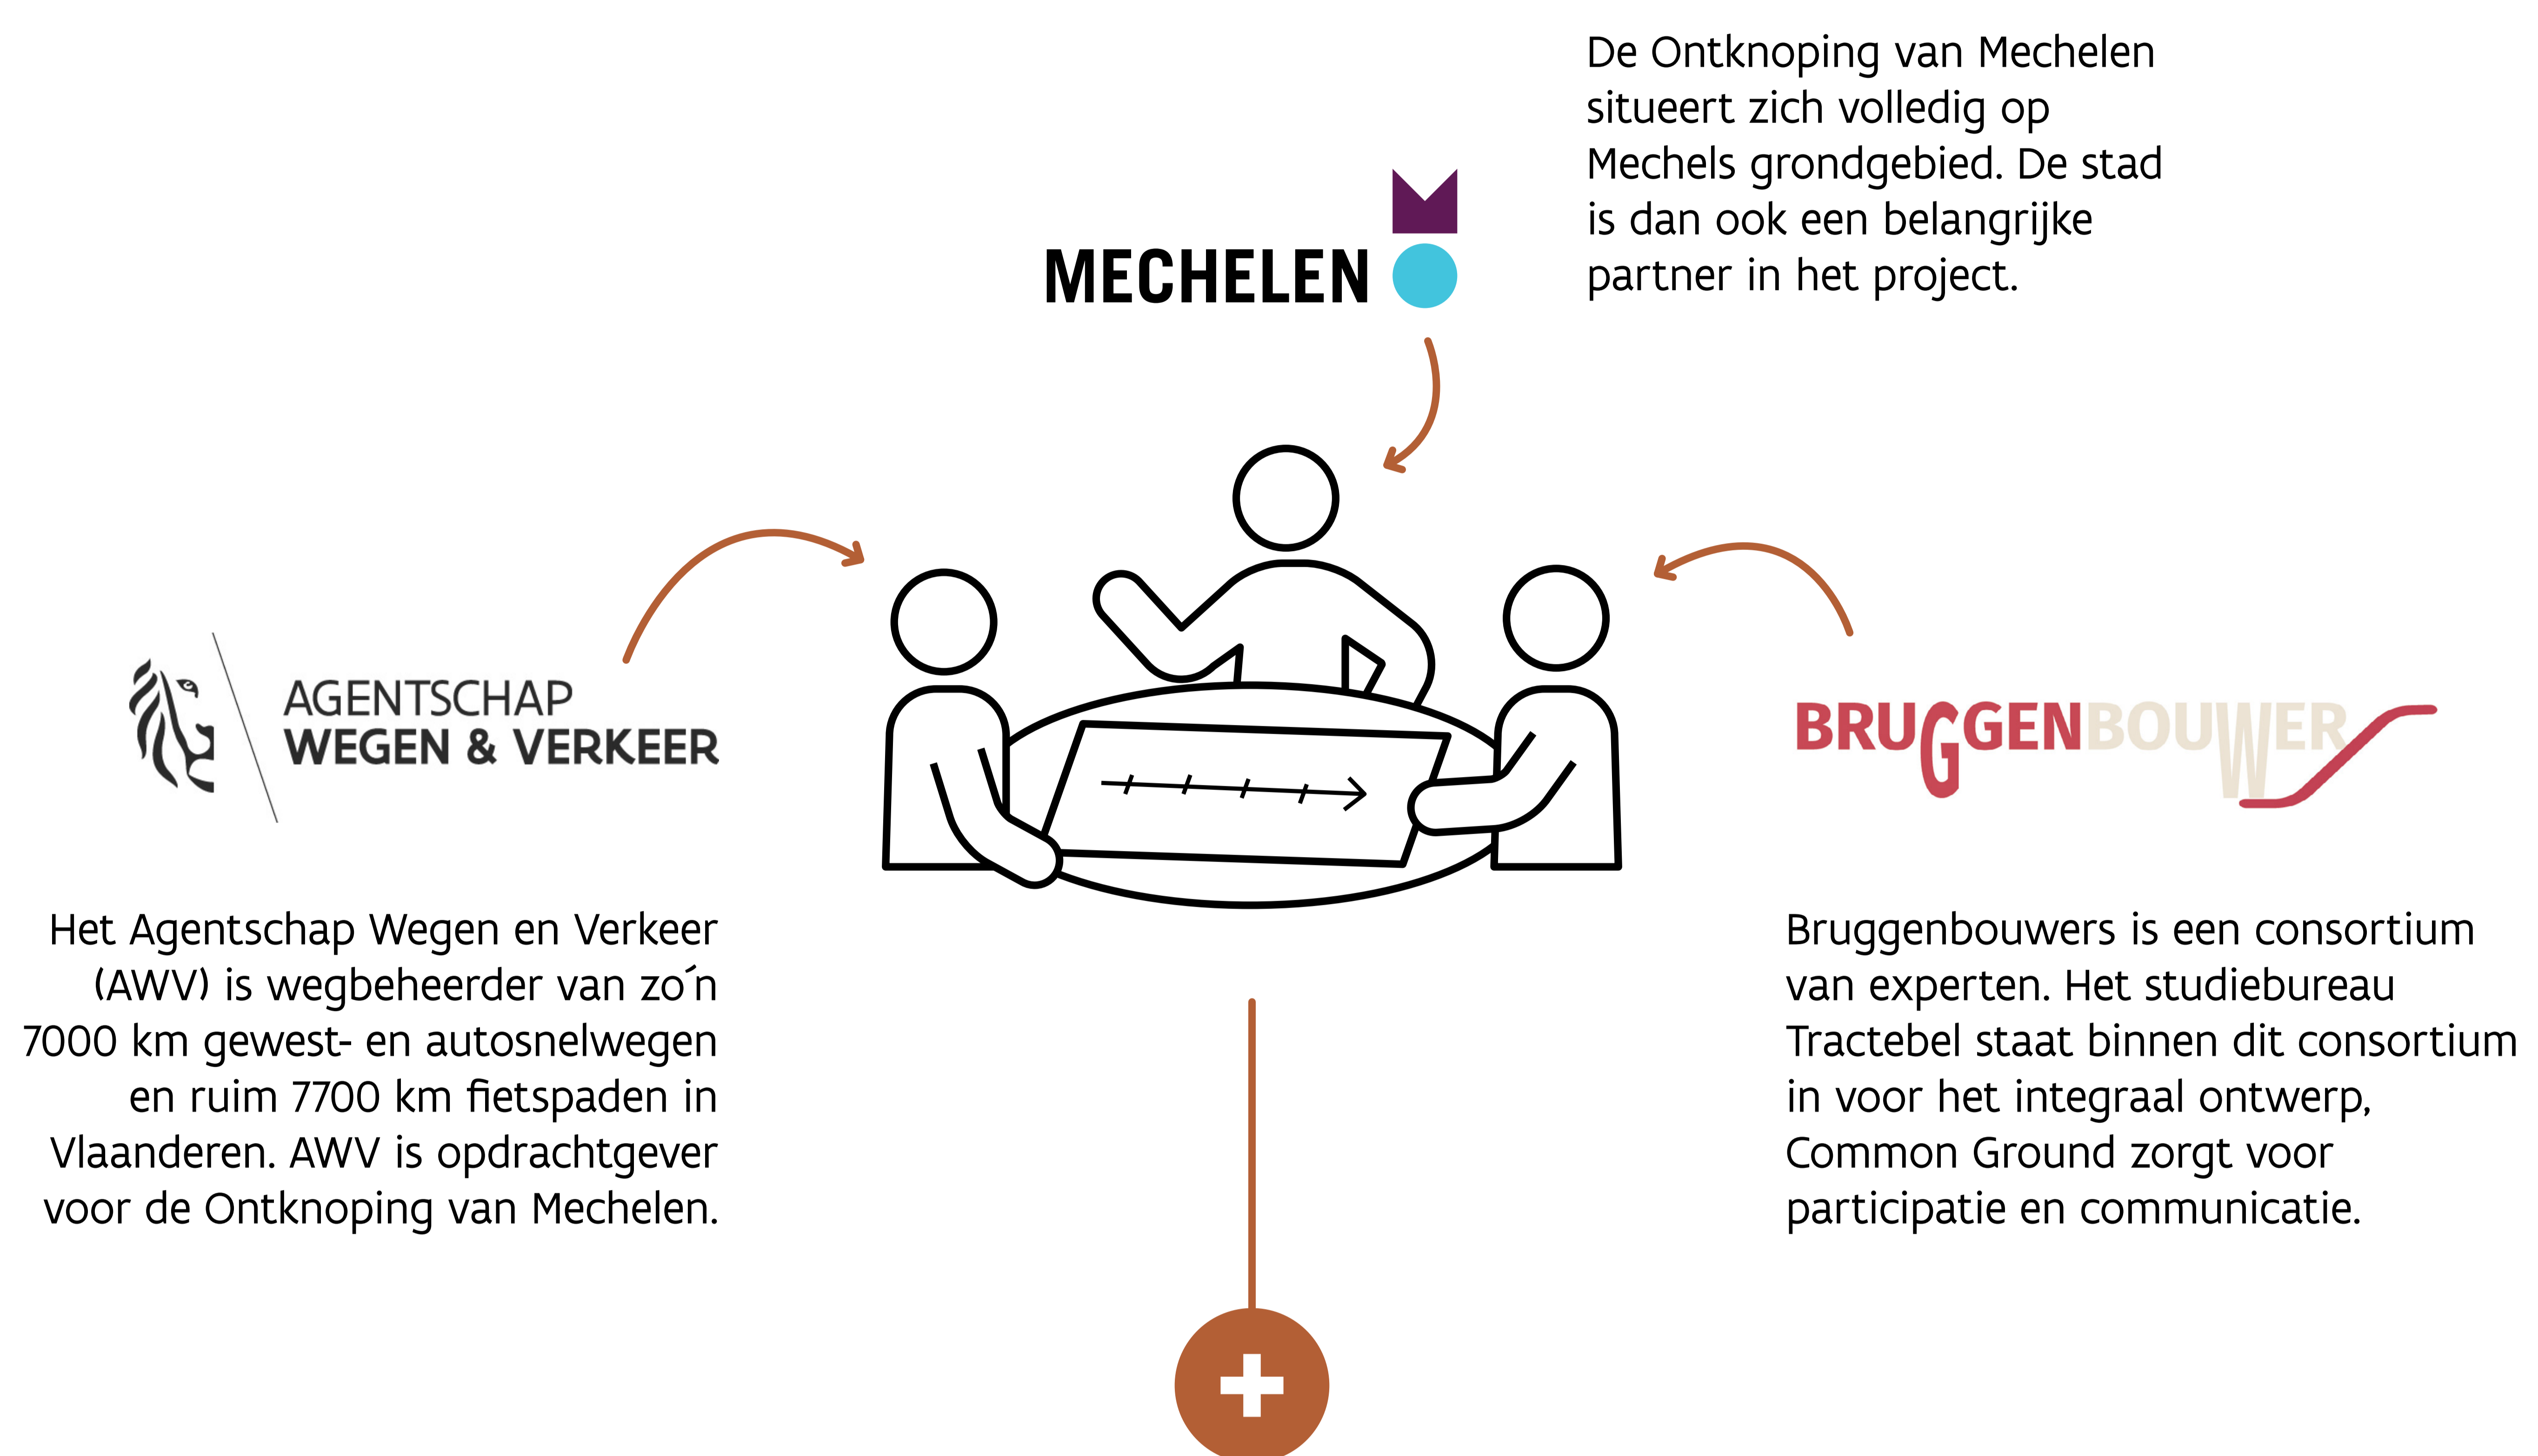 De Ontknoping van Mechelen
situeert zich volledig op
Mechels grondgebied. De stad
is dan ook een belangrijke
partner in het project.
MECHELEN
AGENTSCHAP
WEGEN & VERKEER
Het Agentschap Wegen en Verkeer
(AWV) is wegbeheerder van zo´n
7000 km gewest- en autosnelwegen
en ruim 7700 km fietspaden in
Vlaanderen. AWV is opdrachtgever
voor de Ontknoping van Mechelen.
BRUGGENBOUWER
Bruggenbouwers is een consortium
van experten. Het studiebureau
Tractebel staat binnen dit consortium
in voor het integraal ontwerp,
Common Ground zorgt voor
participatie en communicatie.